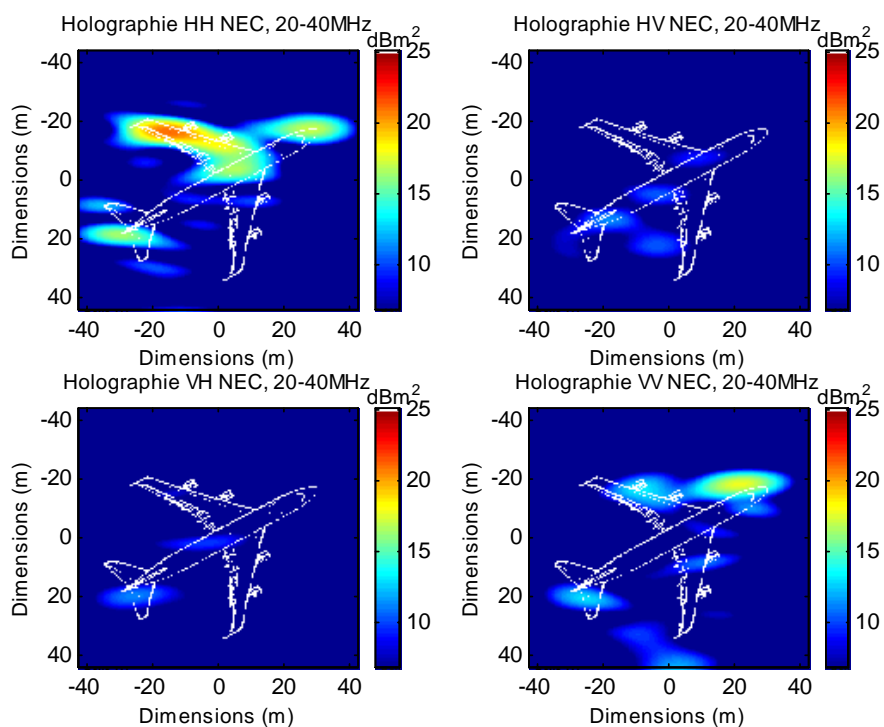 Holographie HH NEC, 20-40MHz
dBm2
25
20
15
10
-40
-20
0
20
40
Dimensions (m)
-40 -20 0 20 40
Dimensions (m)
Holographie HV NEC, 20-40MHz
dBm2
25
20
15
10
-40
-20
0
20
40
Dimensions (m)
-40 -20 0 20 40
Dimensions (m)
Holographie VH NEC, 20-40MHz
dBm2
25
20
15
10
-40
-20
0
20
40
Dimensions (m)
-40 -20 0 20 40
Dimensions (m)
Holographie VV NEC, 20-40MHz
dBm2
25
20
15
10
-40
-20
0
20
40
Dimensions (m)
-40 -20 0 20 40
Dimensions (m)